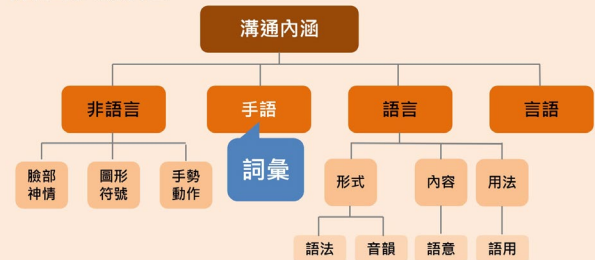 溝通內涵
非語言
手語
語言
言語
詞彙
臉部
神情
圖形
符號
手勢
動作
形式
內容
用法
語法
音韻
語意
語用